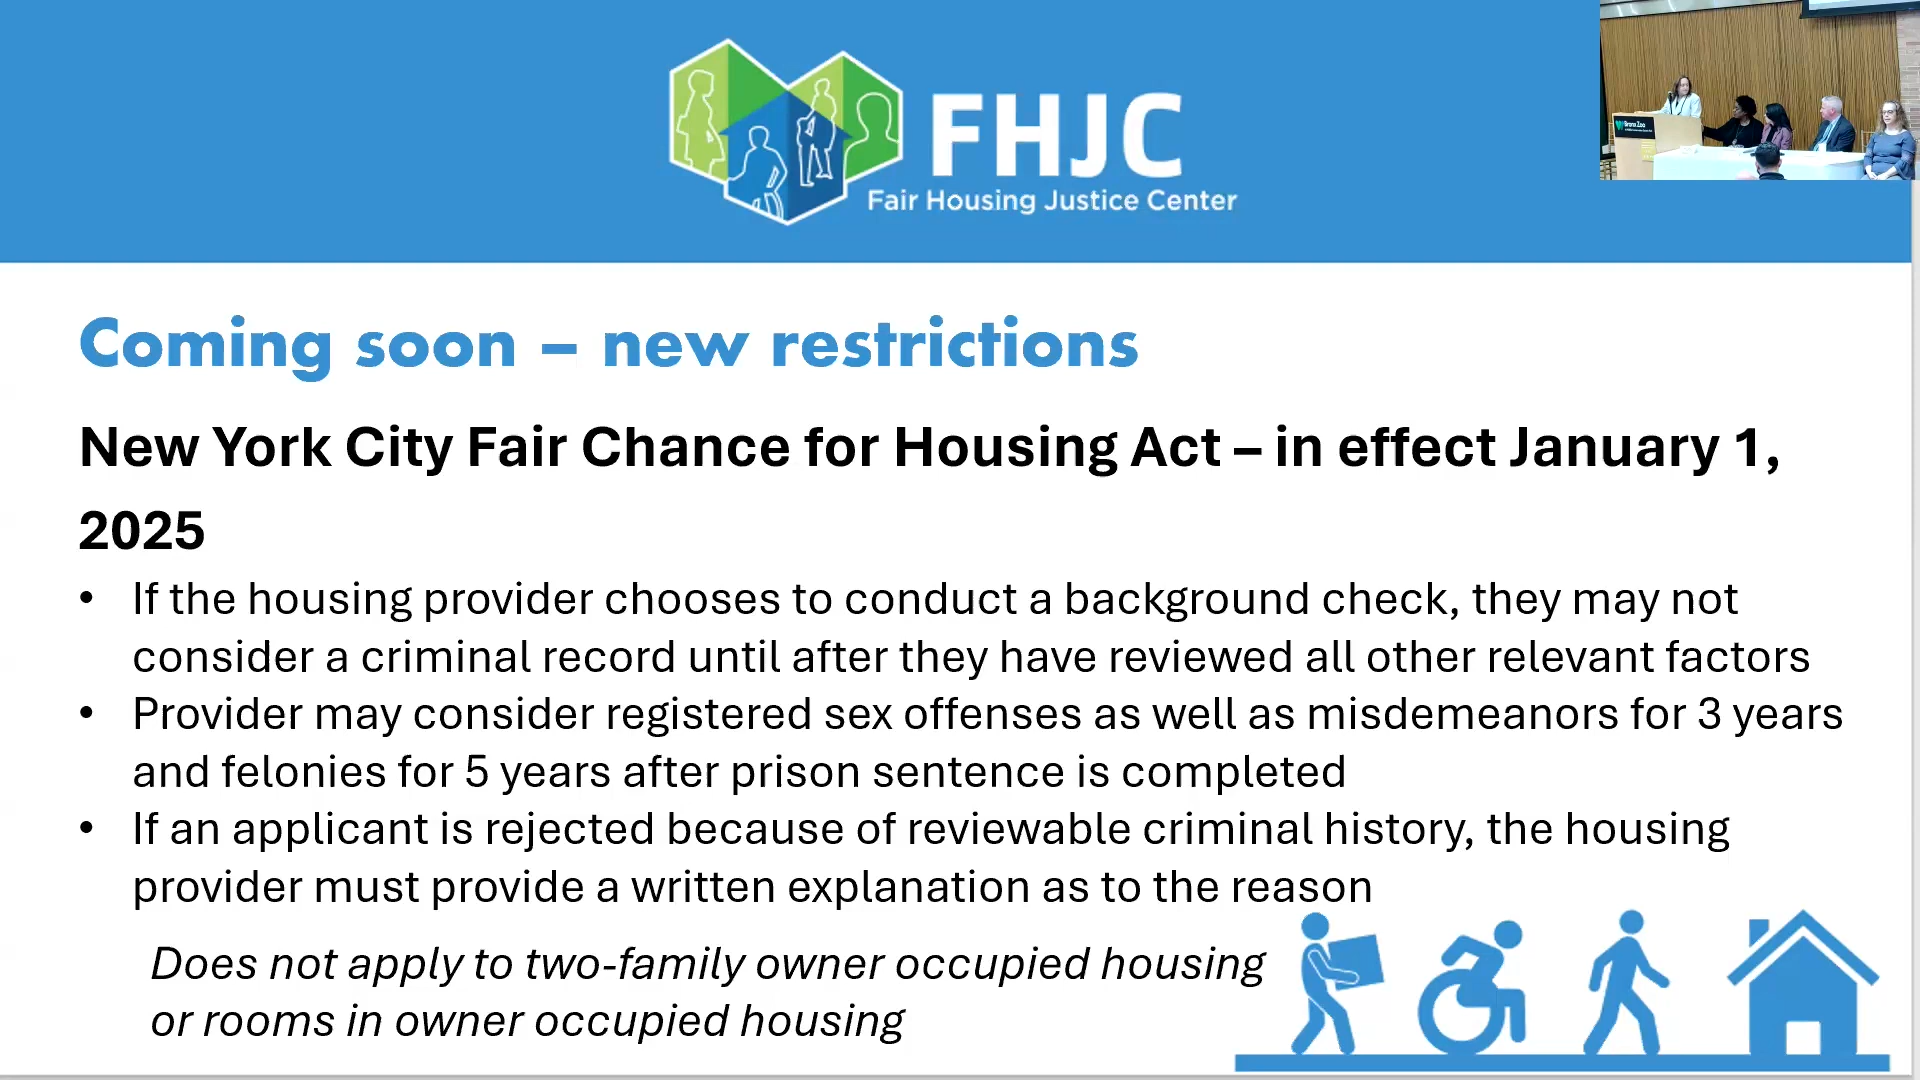 FHJC
Fair Housing Justice Center
Bronx Zoo
Coming soon – new restrictions
New York City Fair Chance for Housing Act – in effect January 1,
2025
• If the housing provider chooses to conduct a background check, they may not
consider a criminal record until after they have reviewed all other relevant factors
• Provider may consider registered sex offenses as well as misdemeanors for 3 years
and felonies for 5 years after prison sentence is completed
• If an applicant is rejected because of reviewable criminal history, the housing
provider must provide a written explanation as to the reason
Does not apply to two-family owner occupied housing
or rooms in owner occupied housing